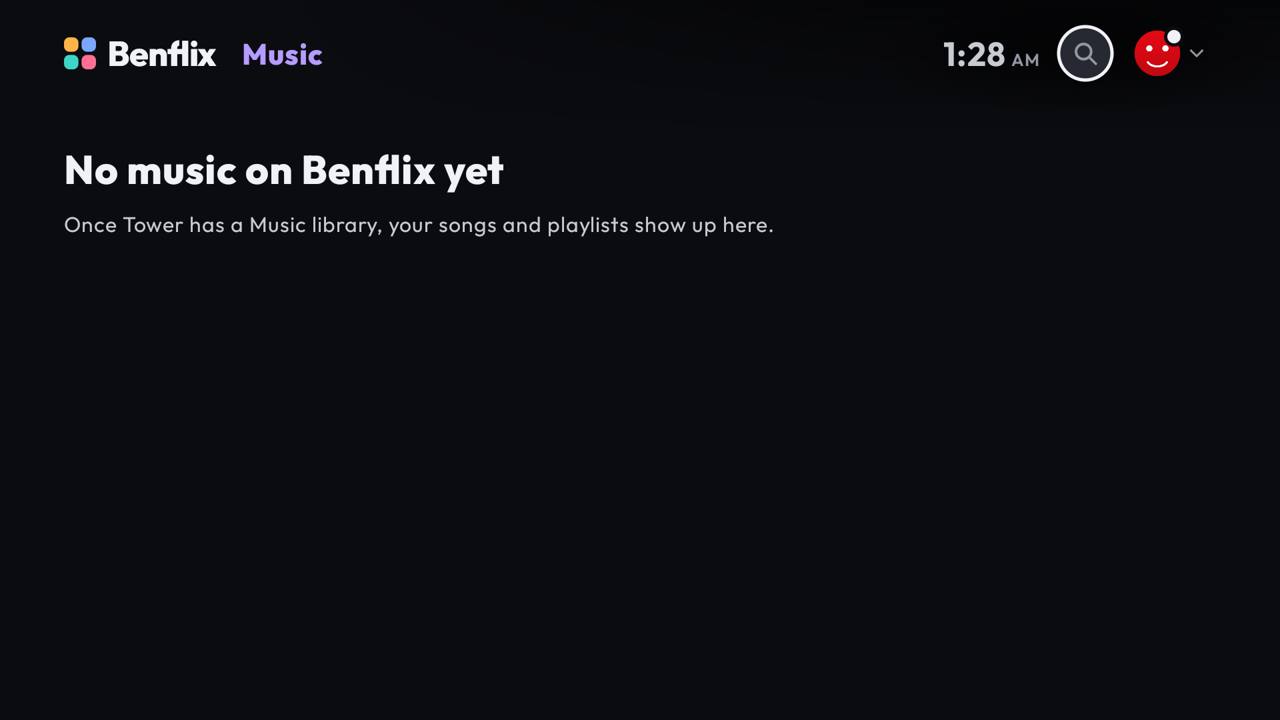 Benflix Music
1:28 AM
No music on Benflix yet
Once Tower has a Music library, your songs and playlists show up here.